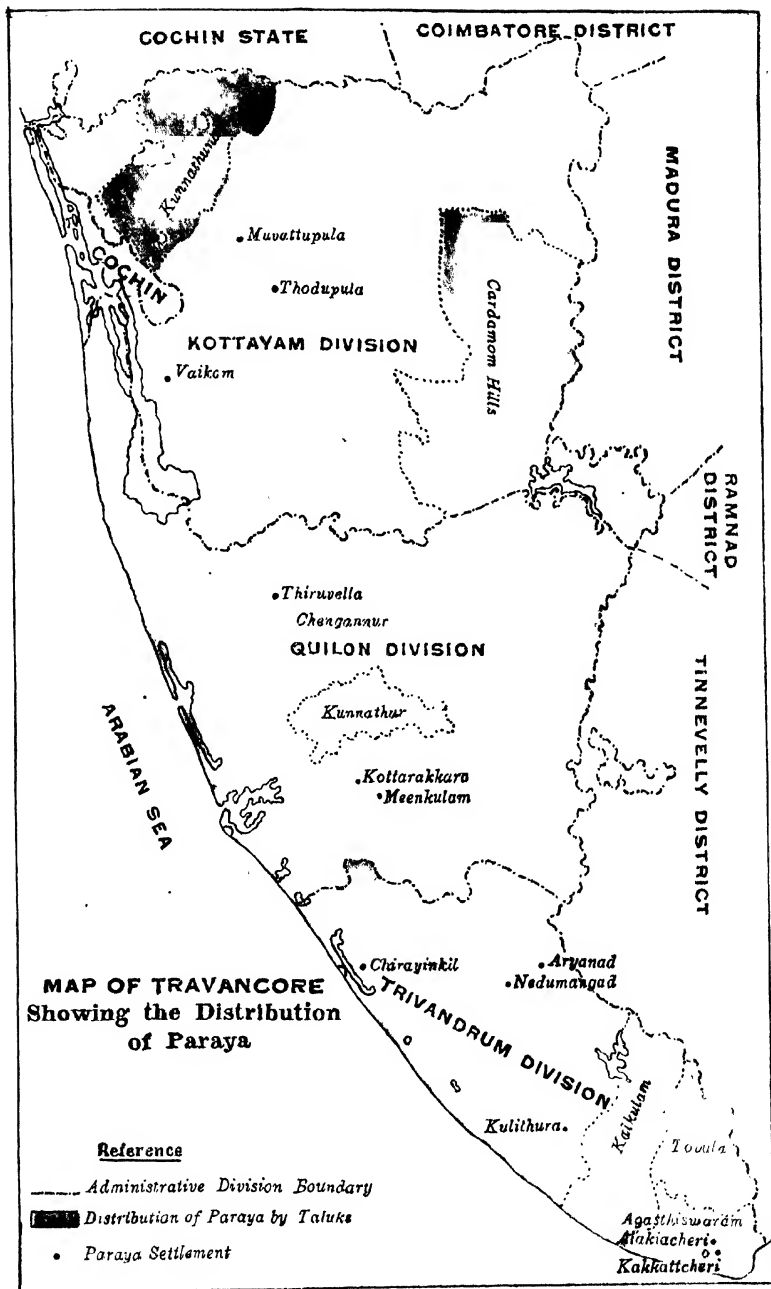 COCHIN STATE
COIMBATORE DISTRICT
MADURA DISTRICT
Kunnathunad
Muvattupula
COCHIN
Thodupula
Cardamom Hills
KOTTAYAM DIVISION
Vaikom
RAMNAD
DISTRICT
Thiruvella
Chengannur
QUILON DIVISION
TINNEVELLY DISTRICT
Kunnathur
ARABIAN SEA
Kottarakkara
Meenkulam
Chirayinkil
Aryanad
Nedumangad
TRIVANDRUM DIVISION
MAP OF TRAVANCORE
Showing the Distribution
of Paraya
Kulithura
Kalkulam
Tovala
Reference
Administrative Division Boundary
Distribution of Paraya by Taluks
Paraya Settlement
Agasthiswaram
Alakiacheri
Kakkattcheri